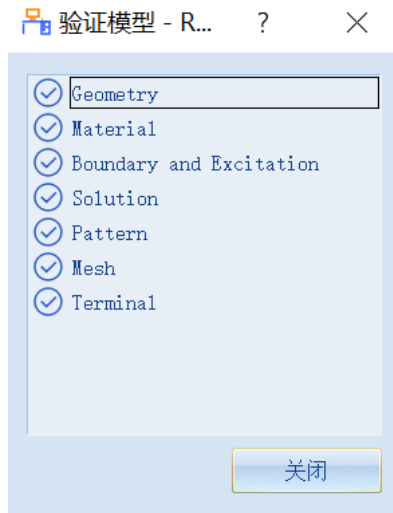 验证模型 - R... ?
Geometry
Material
Boundary and Excitation
Solution
Pattern
Mesh
Terminal
关闭